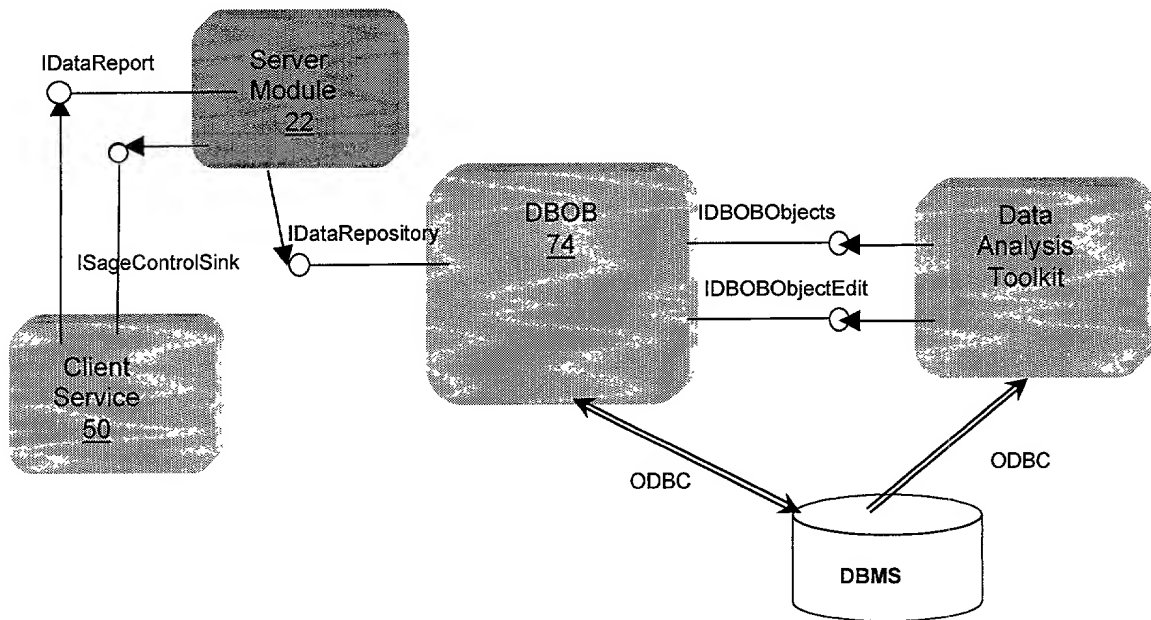 IDataReport
Server
Module
22
ISageControlSink
IDataRepository
Client
Service
50
DBOB
74
IDBOBObjects
IDBOBObjectEdit
Data
Analysis
Toolkit
ODBC
ODBC
DBMS